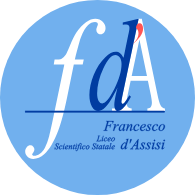 fdA
Francesco
Liceo
Scientifico Statale d'Assisi